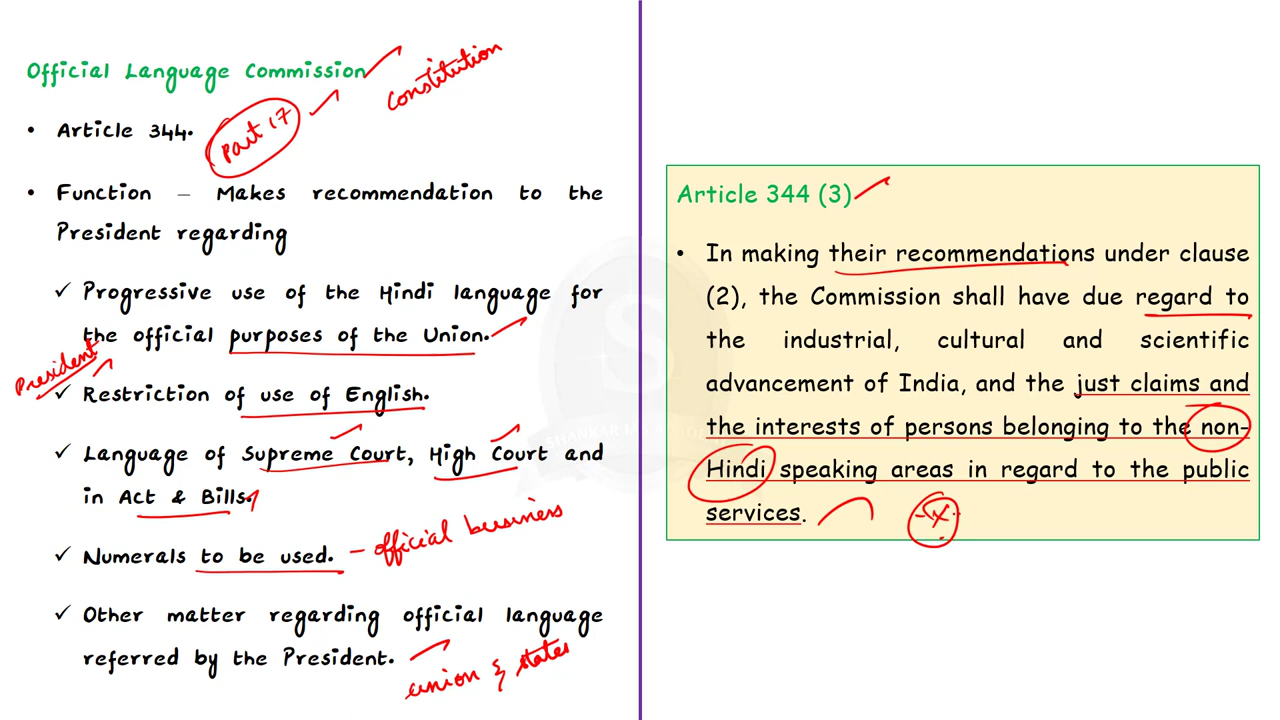 Official Language Commission
constitution
• Article 344.
Part 17
• Function – Makes recommendation to the
President regarding
✓ Progressive use of the Hindi language for
the official purposes of the Union.
President
✓ Restriction of use of English.
✓ Language of Supreme Court, High Court and
in Act & Bills.
✓ Numerals to be used. – official business
✓ Other matter regarding official language
referred by the President.
union & states
Article 344 (3)
• In making their recommendations under clause
(2), the Commission shall have due regard to
the industrial, cultural and scientific
advancement of India, and the just claims and
the interests of persons belonging to the non-
Hindi speaking areas in regard to the public
services.